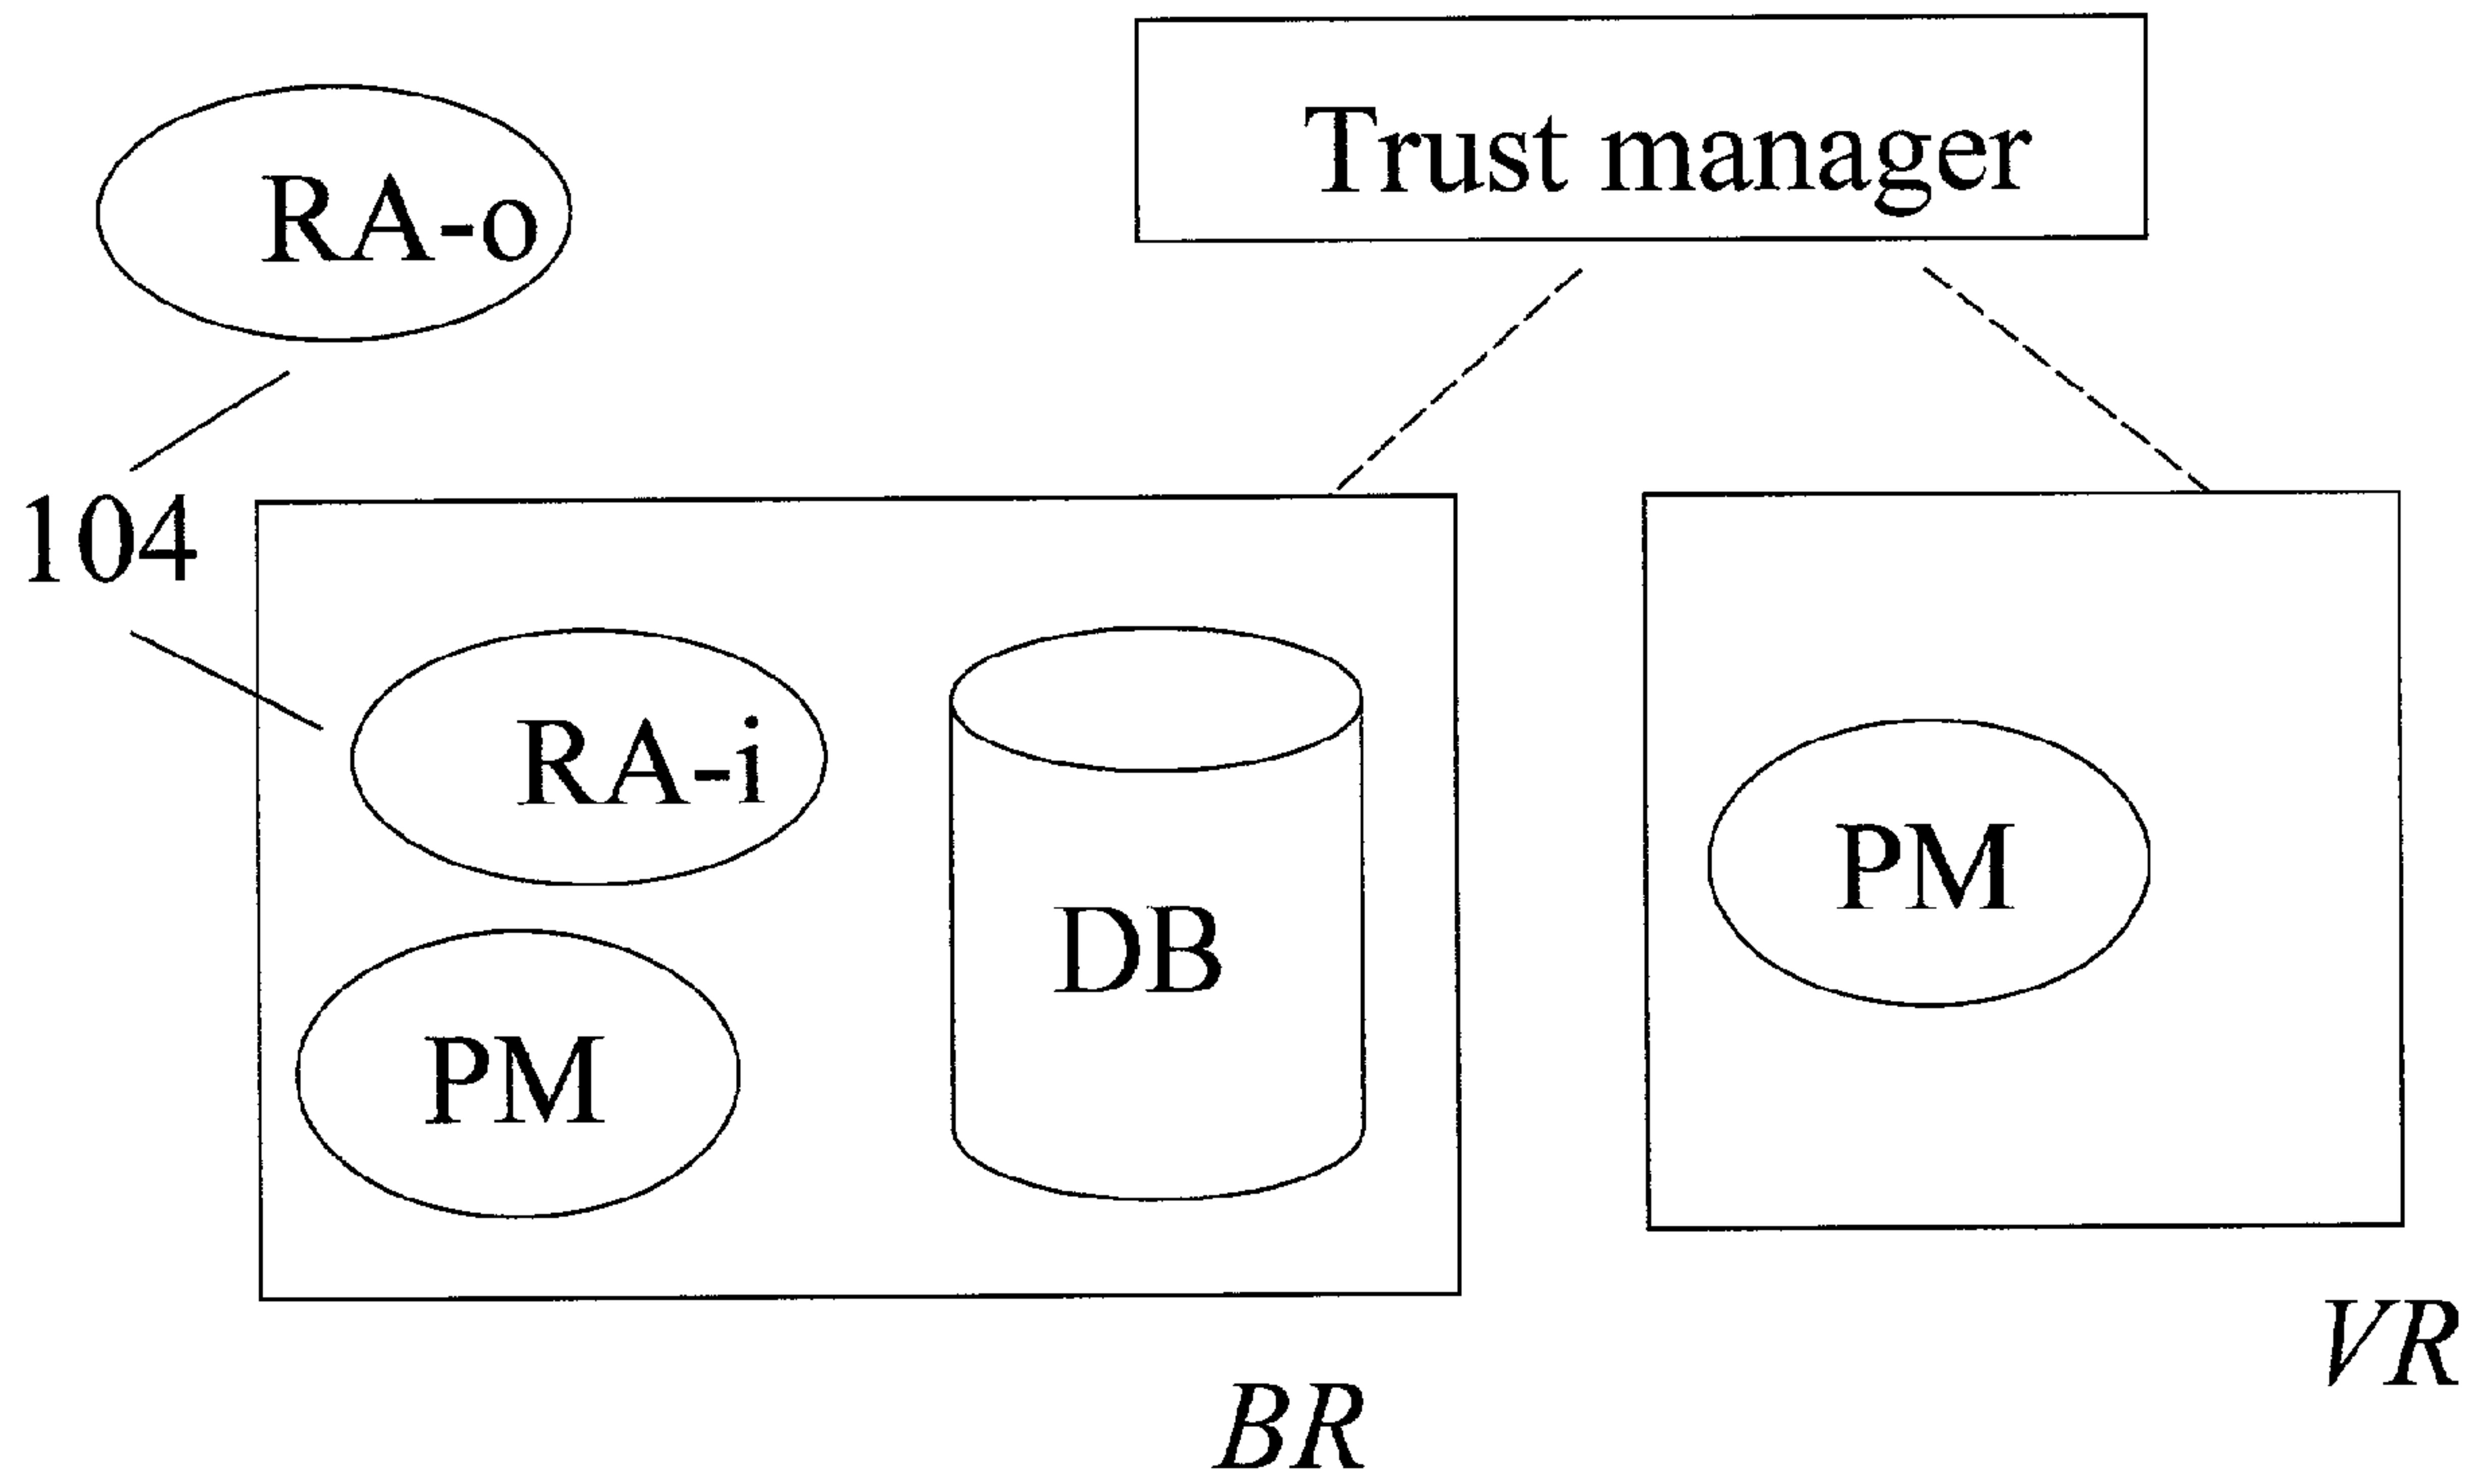 Trust manager
RA-o
104
RA-i
PM
DB
PM
VR
BR